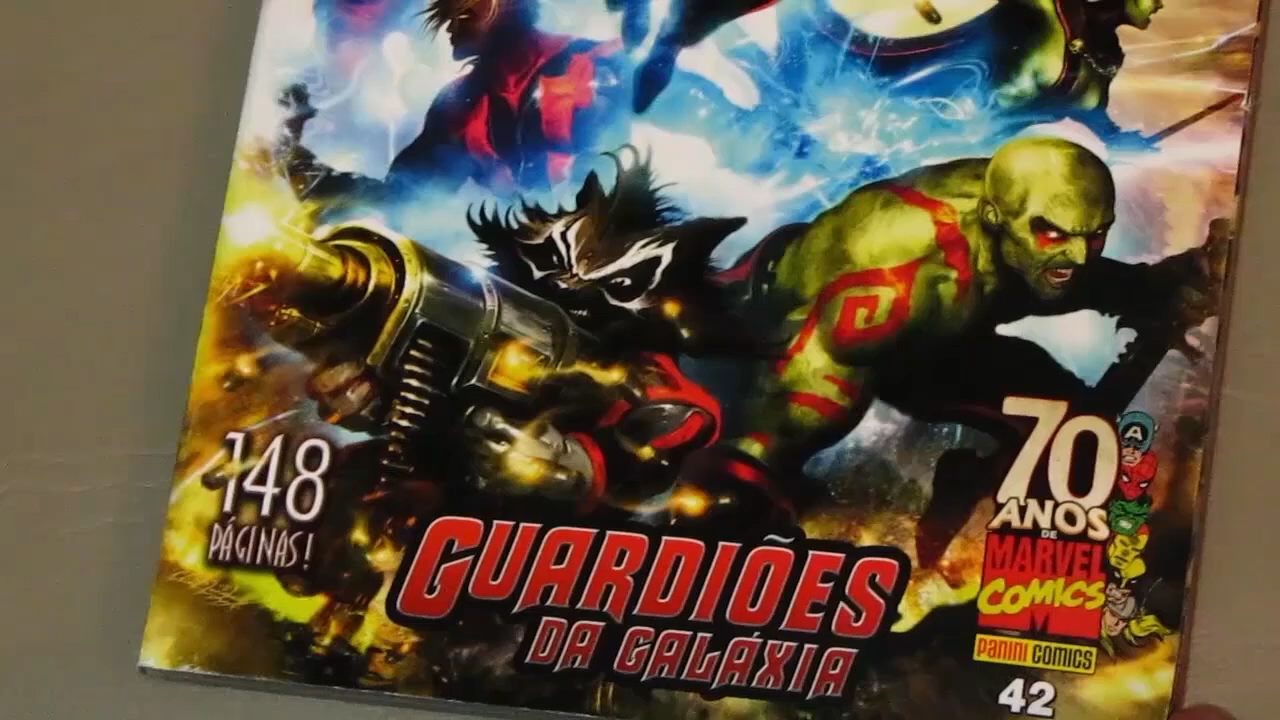 148
PÁGINAS!
GUARDIÕES
DA GALÁXIA
70
ANOS
DE
MARVEL
COMICS
PANINI COMICS
42